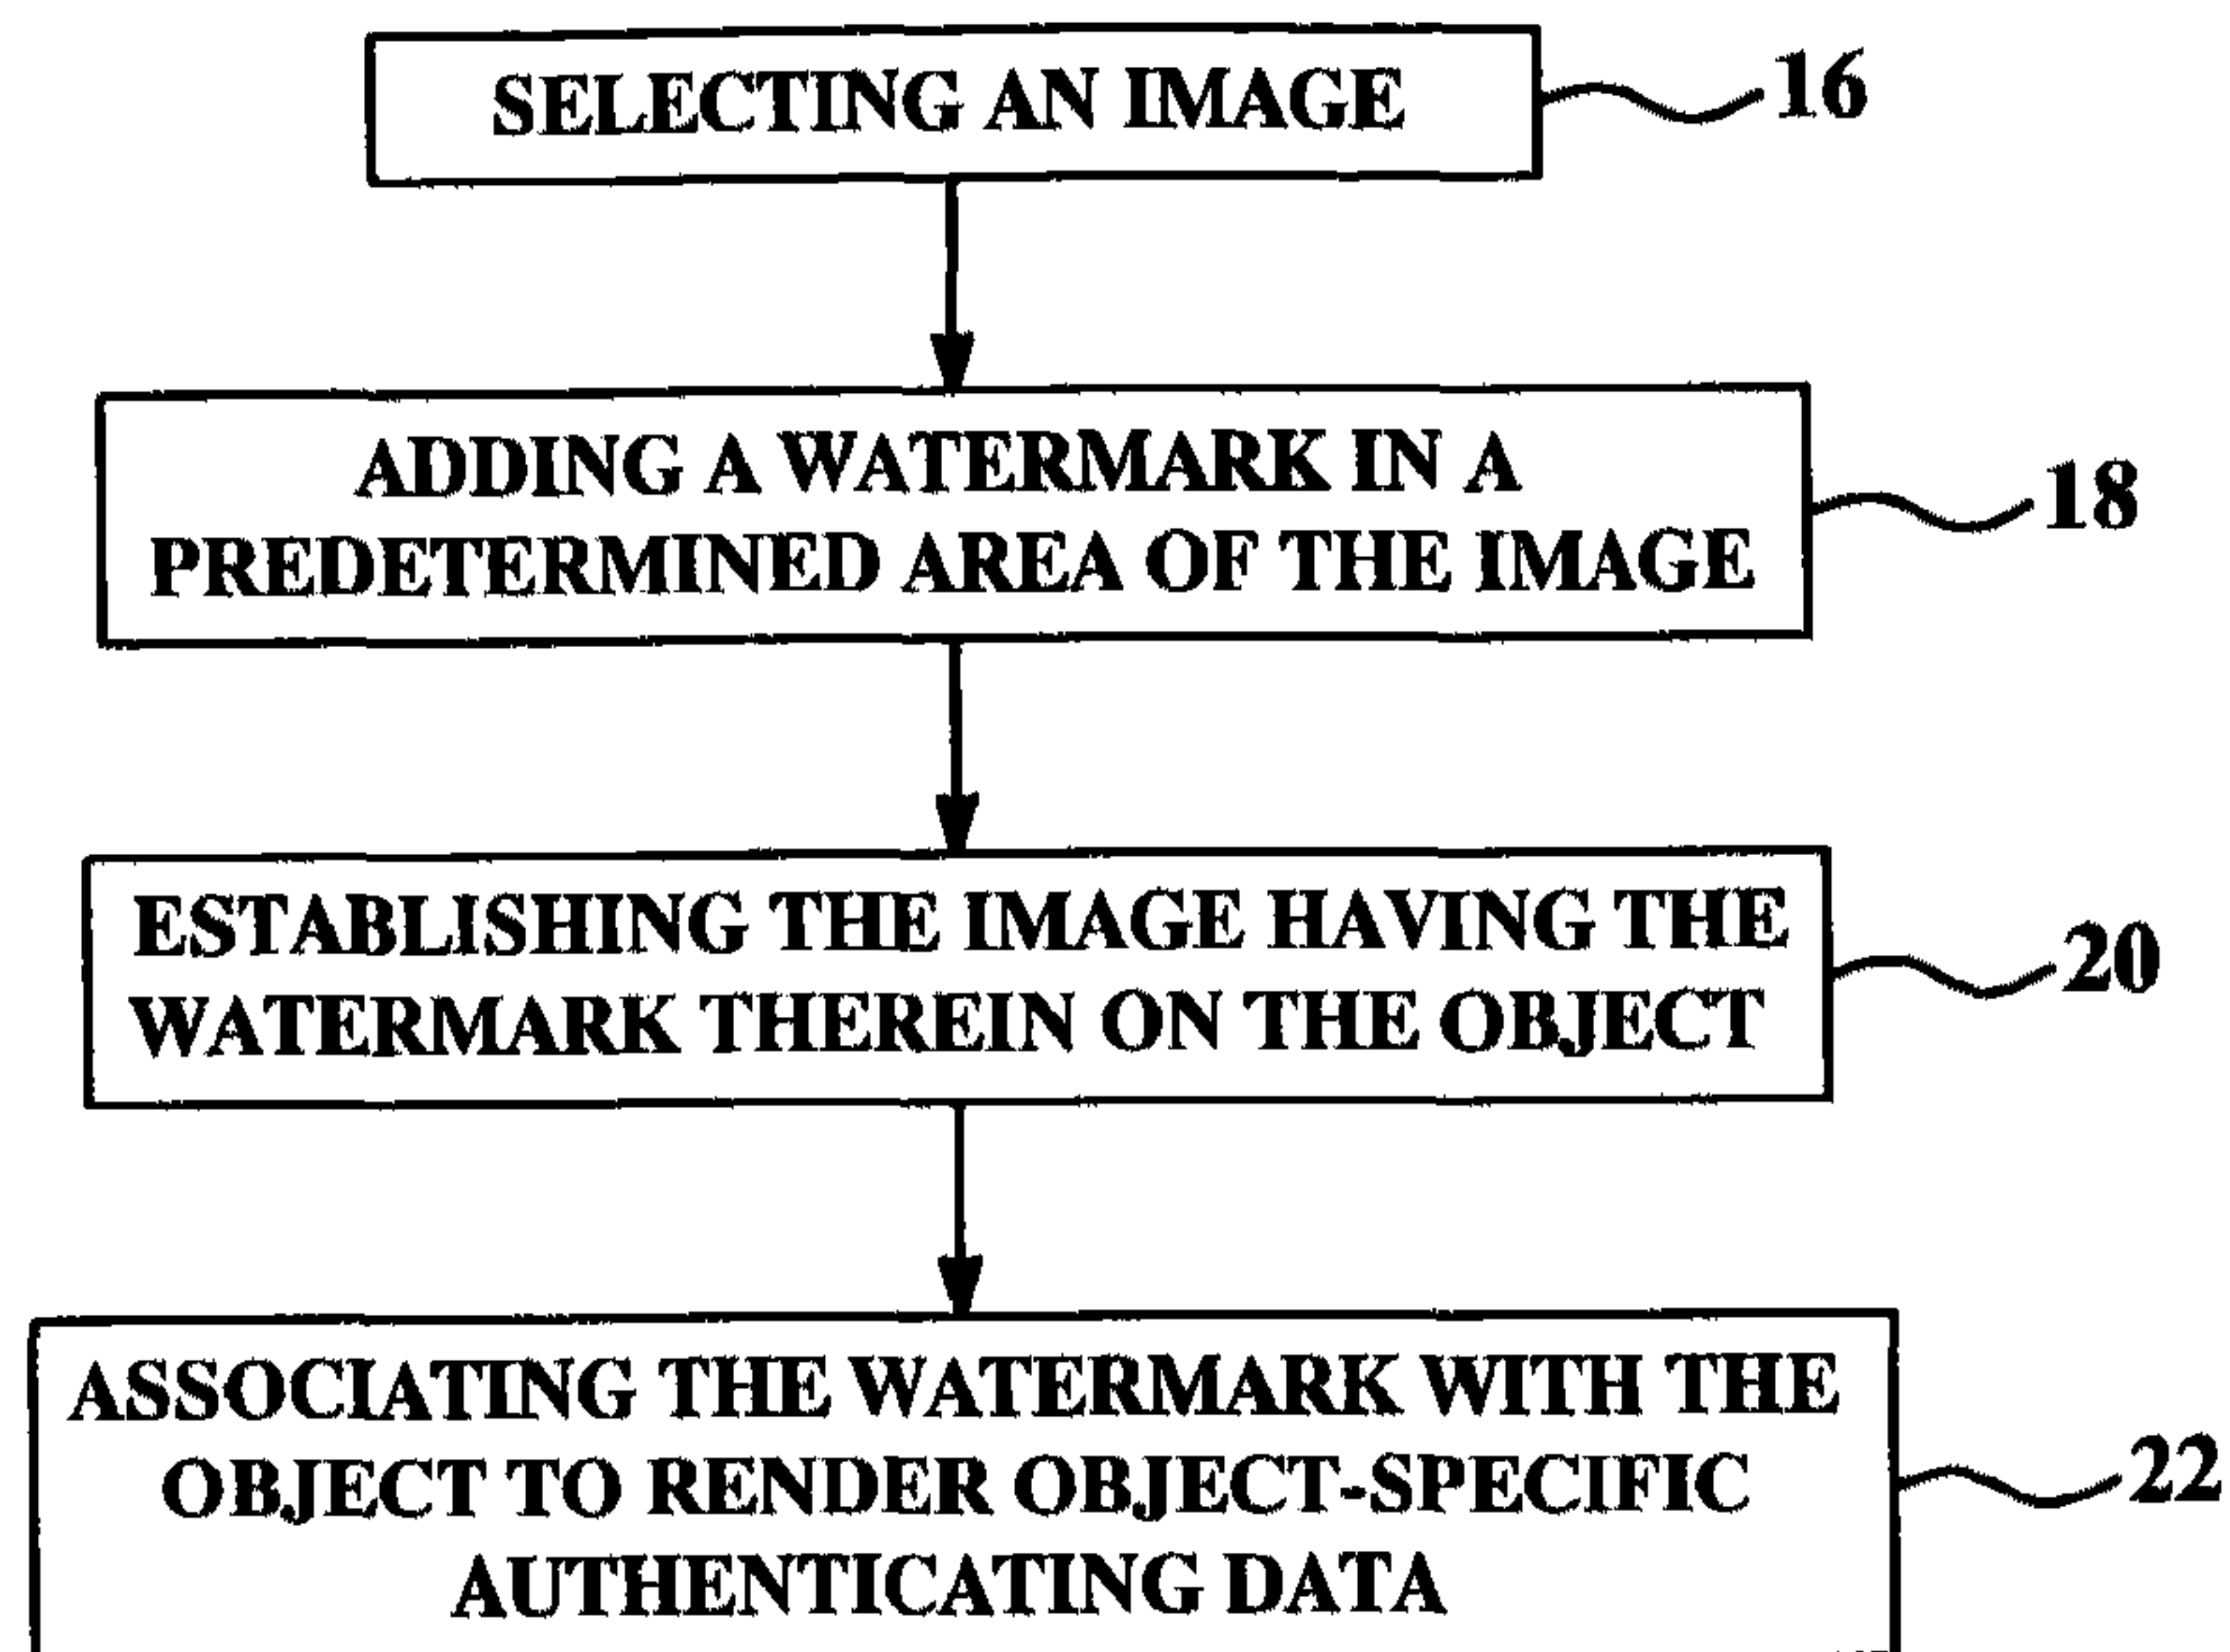 SELECTING AN IMAGE
16
ADDING A WATERMARK IN A
PREDETERMINED AREA OF THE IMAGE
18
ESTABLISHING THE IMAGE HAVING THE
WATERMARK THEREIN ON THE OBJECT
20
ASSOCIATING THE WATERMARK WITH THE
OBJECT TO RENDER OBJECT-SPECIFIC
AUTHENTICATING DATA
22